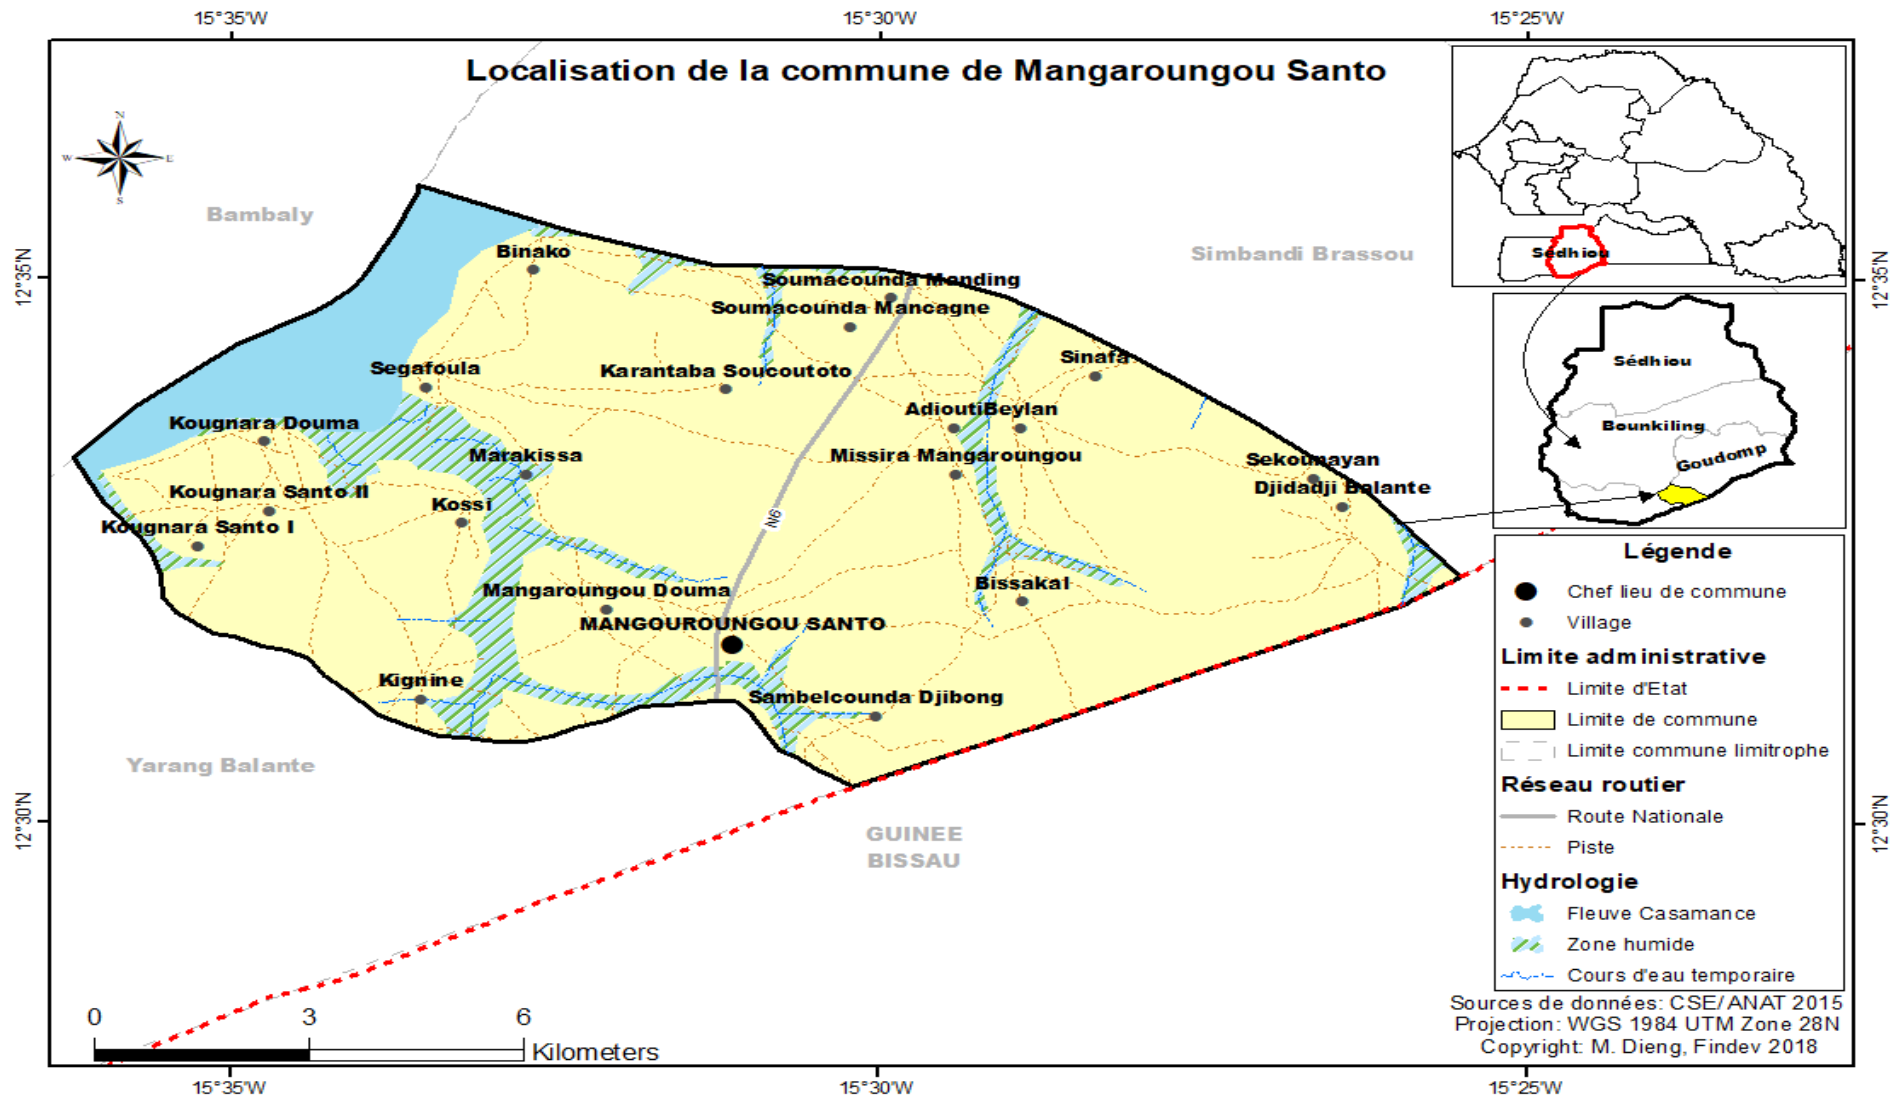 15°35'W
15°30'W
15°25'W
Localisation de la commune de Mangaroungou Santo
N
W
E
S
Bambaly
Simbandi Brassou
12°35'N
12°35'N
Binako
Soumacounda Manding
Soumacounda Mancagne
Segafoula
Karantaba Soucoutoto
Sinafa
Kougnara Douma
Adiouti
Beylan
Marakissa
Missira Mangaroungou
Sekounayan
Kougnara Santo II
Kossi
Djidadji Balante
Kougnara Santo I
N6
Mangaroungou Douma
Bissakal
MANGOUROUNGOU SANTO
Kignine
Sambelcounda Djibong
Yarang Balante
GUINEE
BISSAU
12°30'N
12°30'N
Sédhiou
Sédhiou
Bounkiling
Goudomp
Légende
Chef lieu de commune
Village
Limite administrative
Limite d'Etat
Limite de commune
Limite commune limitrophe
Réseau routier
Route Nationale
Piste
Hydrologie
Fleuve Casamance
Zone humide
Cours d'eau temporaire
Sources de données: CSE/ANAT 2015
Projection: WGS 1984 UTM Zone 28N
Copyright: M. Dieng, Findev 2018
0 3 6
Kilometers
15°35'W
15°30'W
15°25'W